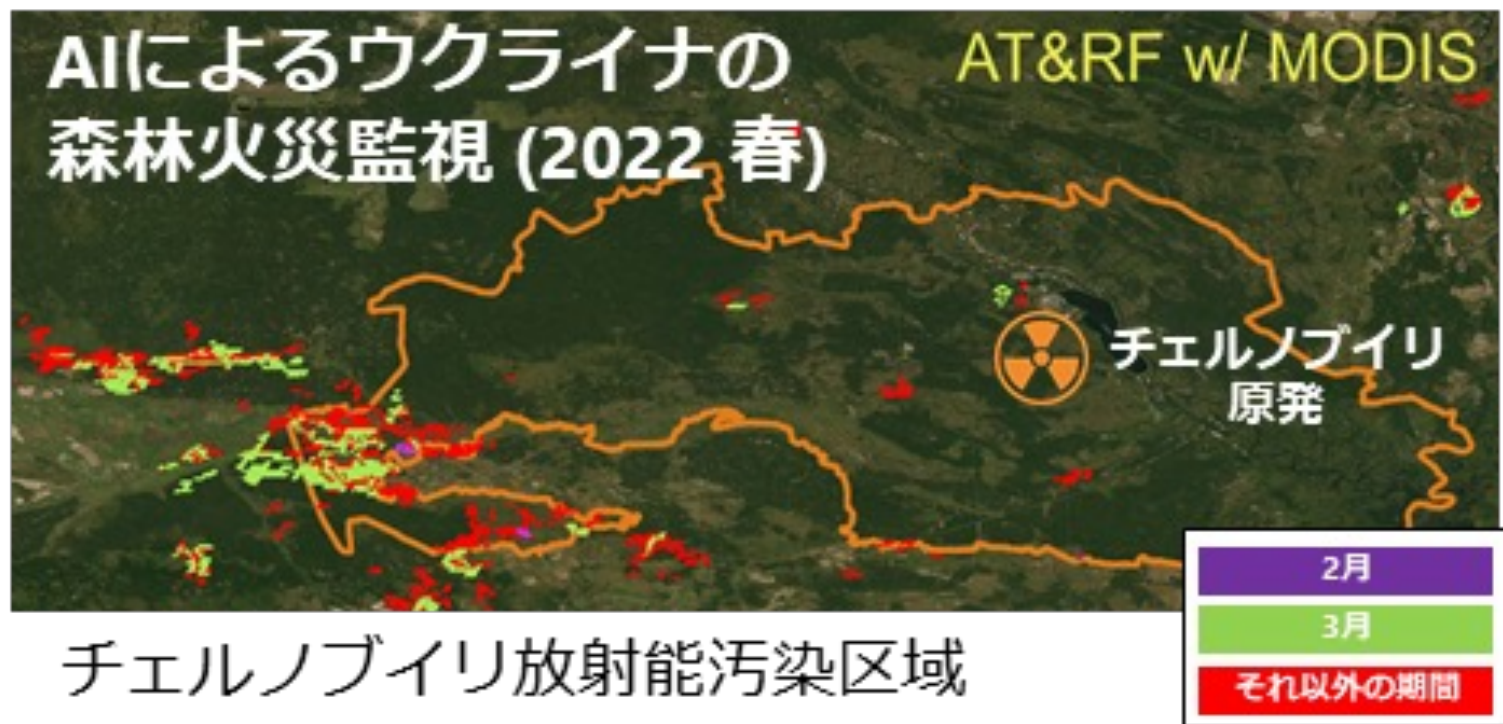 AIによるウクライナの
森林火災監視 (2022 春)
AT&RF w/ MODIS
チェルノブイリ
原発
2月
3月
それ以外の期間
チェルノブイリ放射能汚染区域